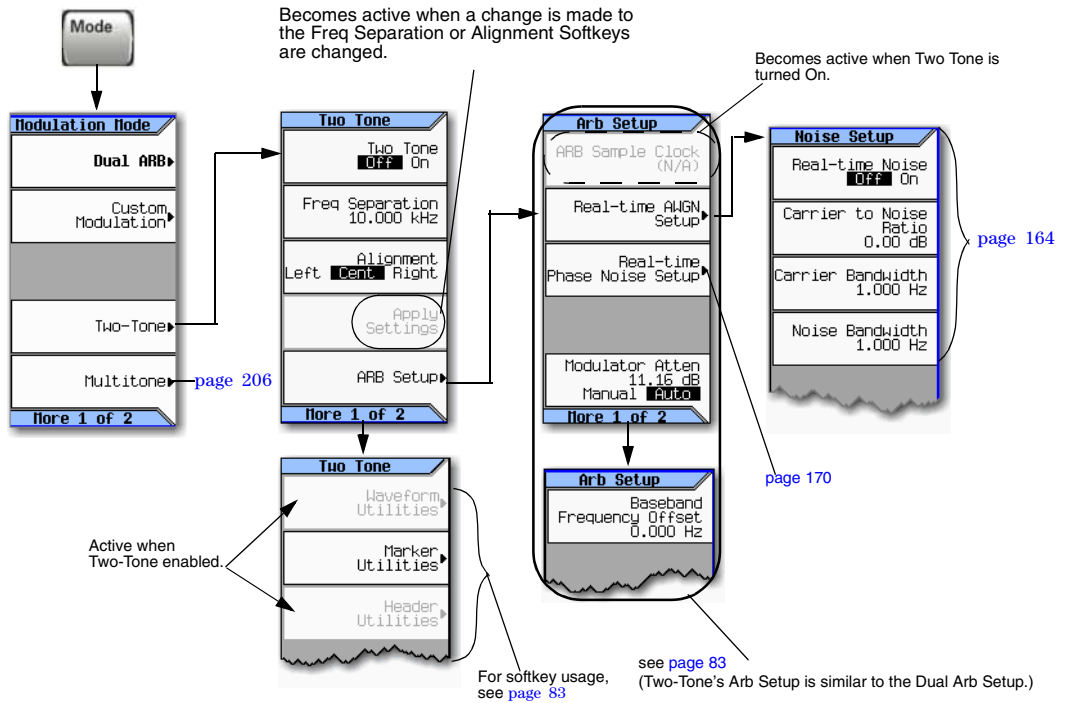 Mode
Becomes active when a change is made to
the Freq Separation or Alignment Softkeys
are changed.
Becomes active when Two Tone is
turned On.
Modulation Mode
Dual ARB
Custom
Modulation
Two-Tone
Multitone
More 1 of 2
page 206
Two Tone
Two Tone
Off On
Freq Separation
10.000 kHz
Alignment
Left Cent Right
Apply
Settings
ARB Setup
More 1 of 2
Arb Setup
ARB Sample Clock
(N/A)
Real-time AWGN
Setup
Real-time
Phase Noise Setup
Modulator Atten
11.16 dB
Manual Auto
More 1 of 2
Noise Setup
Real-time Noise
Off On
Carrier to Noise
Ratio
0.00 dB
Carrier Bandwidth
1.000 Hz
Noise Bandwidth
1.000 Hz
page 164
page 170
Two Tone
Waveform
Utilities
Marker
Utilities
Header
Utilities
Active when
Two-Tone enabled.
Arb Setup
Baseband
Frequency Offset
0.000 Hz
For softkey usage,
see page 83
see page 83
(Two-Tone's Arb Setup is similar to the Dual Arb Setup.)